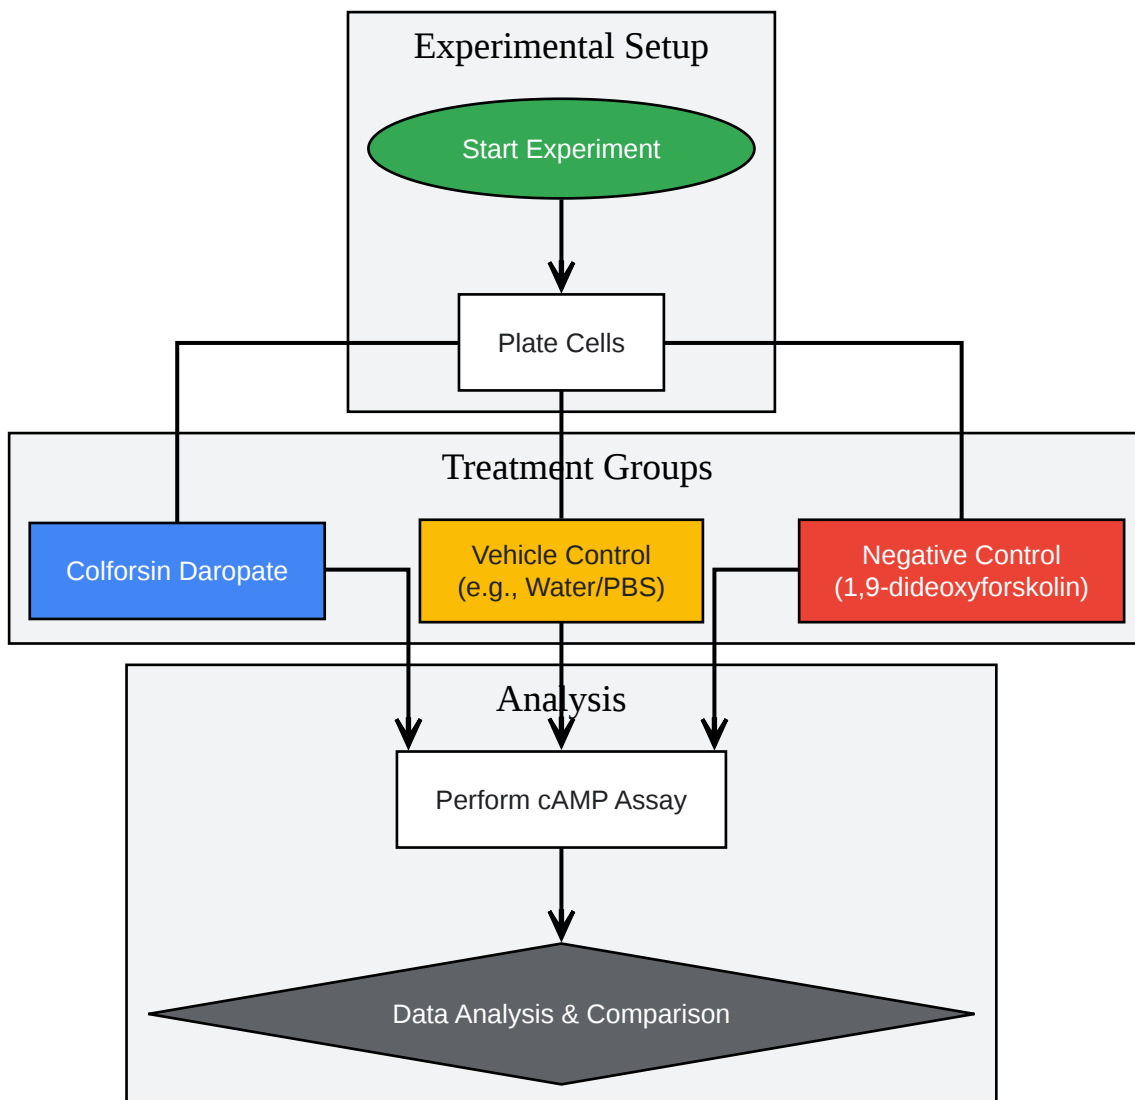 Experimental Setup
Start Experiment
Plate Cells
Treatment Groups
Colforsin Daropate
Vehicle Control
(e.g., Water/PBS)
Negative Control
(1,9-dideoxyforskolin)
Analysis
Perform cAMP Assay
Data Analysis & Comparison